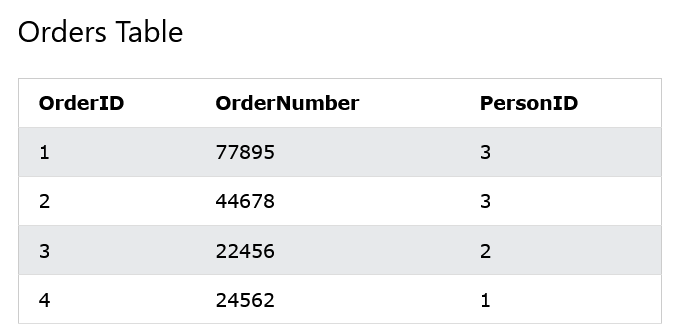 Orders Table
OrderID OrderNumber PersonID
1 77895 3
2 44678 3
3 22456 2
4 24562 1